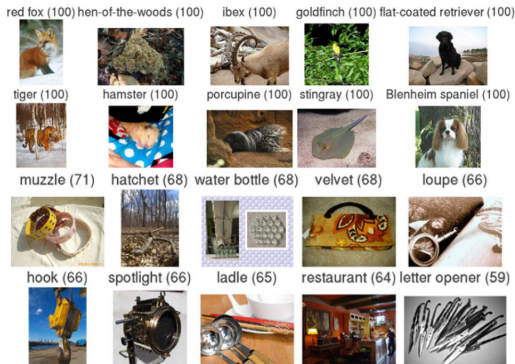 red fox (100) hen-of-the-woods (100) ibex (100) goldfinch (100) flat-coated retriever (100)
tiger (100) hamster (100) porcupine (100) stingray (100) Blenheim spaniel (100)
muzzle (71) hatchet (68) water bottle (68) velvet (68) loupe (66)
hook (66) spotlight (66) ladle (65) restaurant (64) letter opener (59)